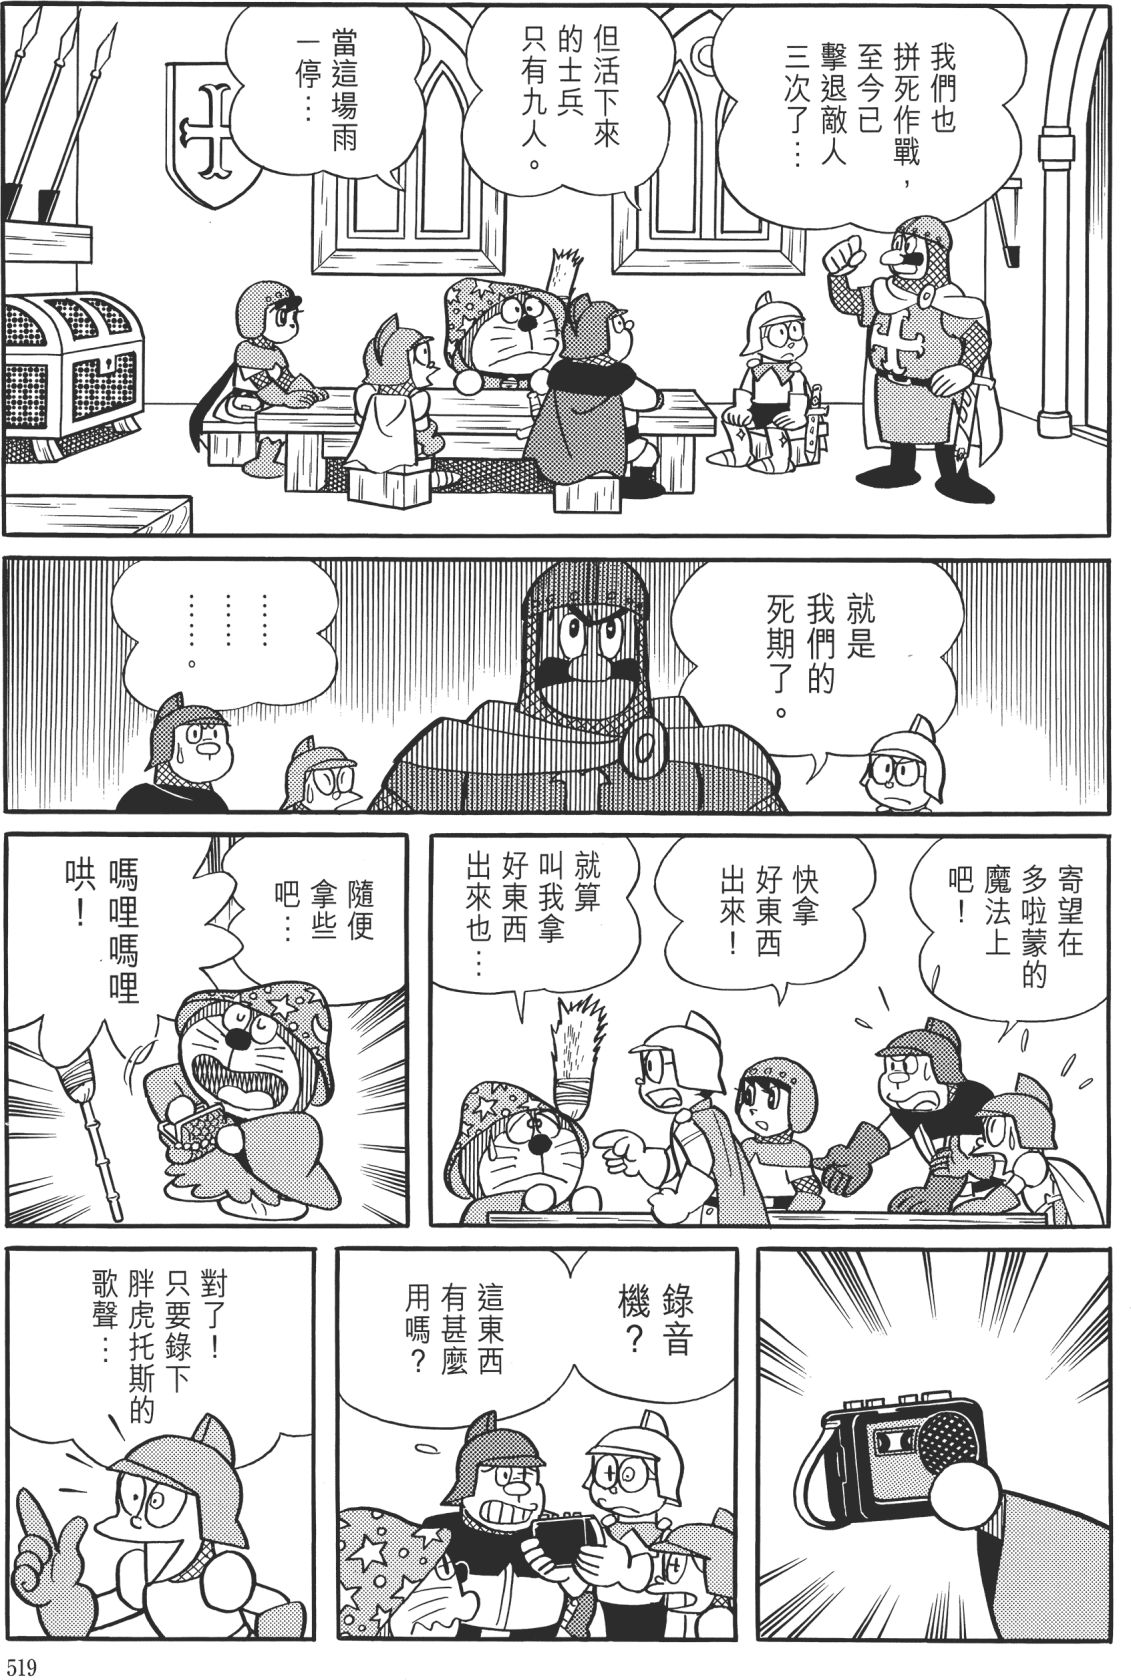 我們也
拼死作戰，
至今已
擊退敵人
三次了…
但活下來
的士兵
只有九人。
當這場雨
一停…
就是
我們的
死期了。
……
……
……。
寄望在
多啦蒙的
魔法上
吧！
快拿
好東西
出來！
就算
叫我拿
好東西
出來也…
隨便
拿些
吧…
嗎哩嗎哩
哄！
錄音
機？
這東西
有甚麼
用嗎？
對了！
只要錄下
胖虎托斯的
歌聲…
519